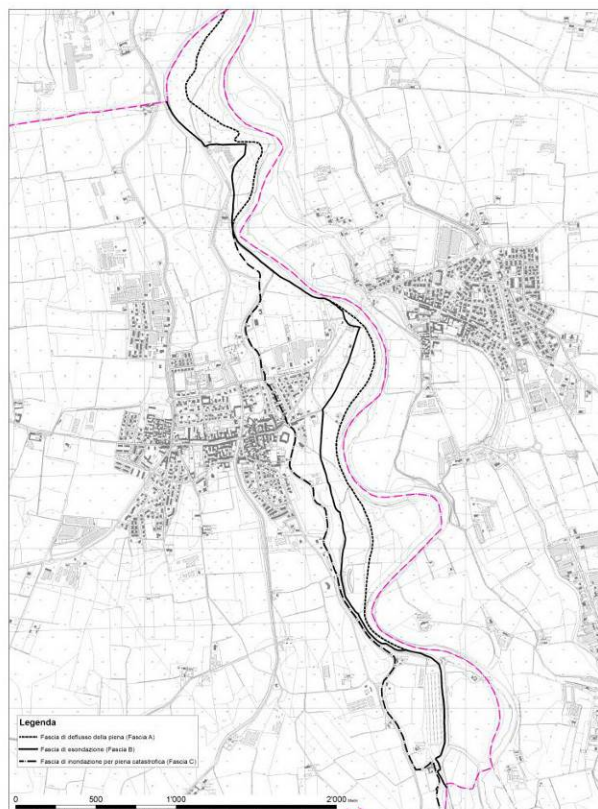 Legenda
Fascia di deflusso della piena (Fascia A)
Fascia di esondazione (Fascia B)
Fascia di inondazione per piena catastrofica (Fascia C)
0 500 1'000 2'000